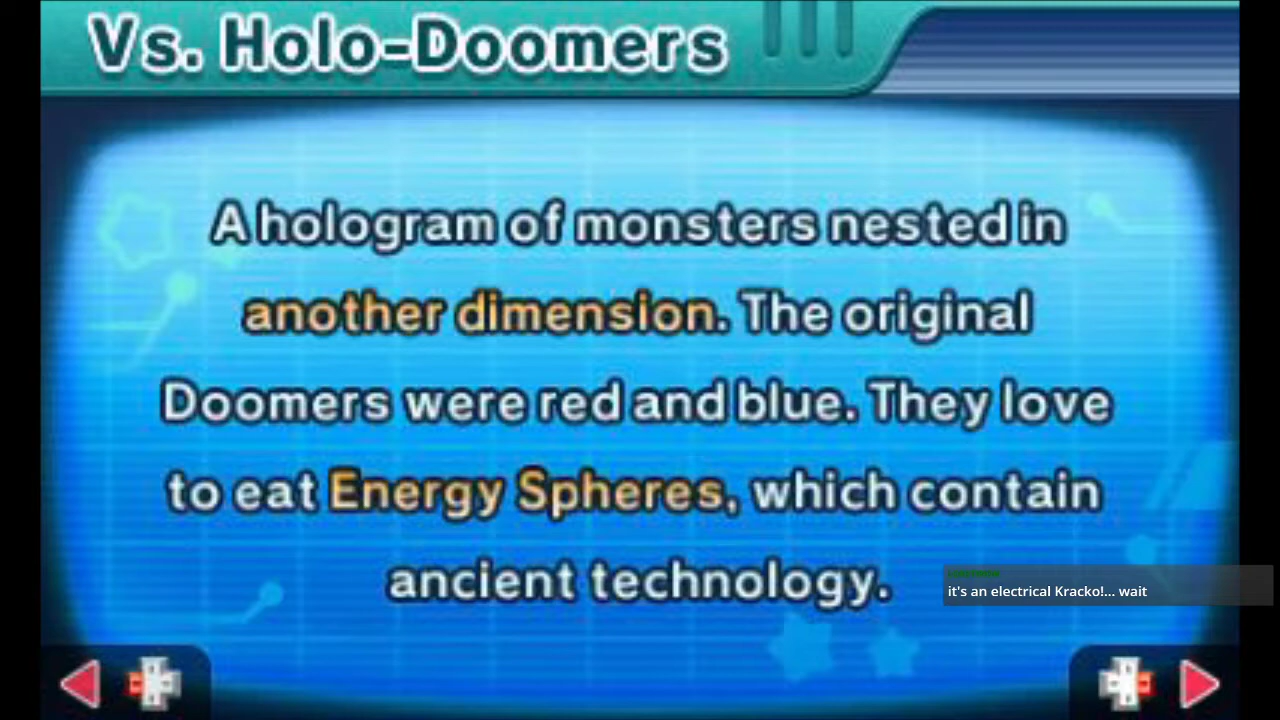 Vs. Holo-Doomers
A hologram of monsters nested in
another dimension. The original
Doomers were red and blue. They love
to eat Energy Spheres, which contain
ancient technology.
it's an electrical Kracko!... wait